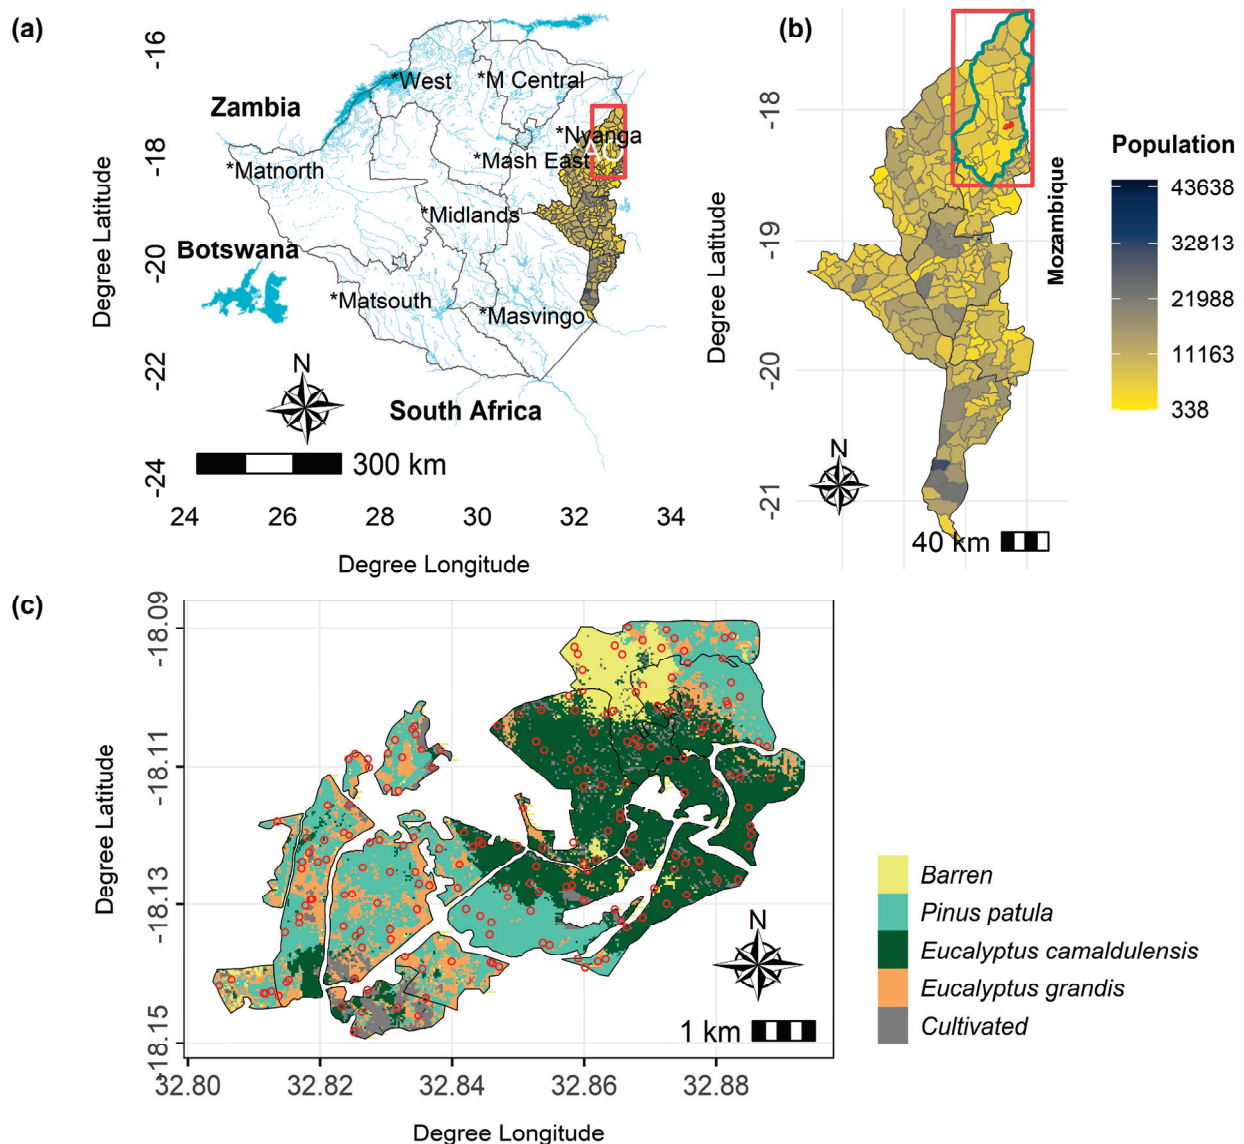 (a)
-16
-18
-20
-22
-24
Degree Latitude
Zambia
Botswana
South Africa
*West
*M Central
*Nyanga
*Mash East
*Matnorth
*Midlands
*Matsouth
*Masvingo
N
300 km
24 26 28 30 32 34
Degree Longitude
(b)
-18
-19
-20
-21
Degree Latitude
Mozambique
N
40 km
Population
43638
32813
21988
11163
338
(c)
-18.09
-18.11
-18.13
-18.15
Degree Latitude
N
1 km
32.80 32.82 32.84 32.86 32.88
Degree Longitude
Barren
Pinus patula
Eucalyptus camaldulensis
Eucalyptus grandis
Cultivated